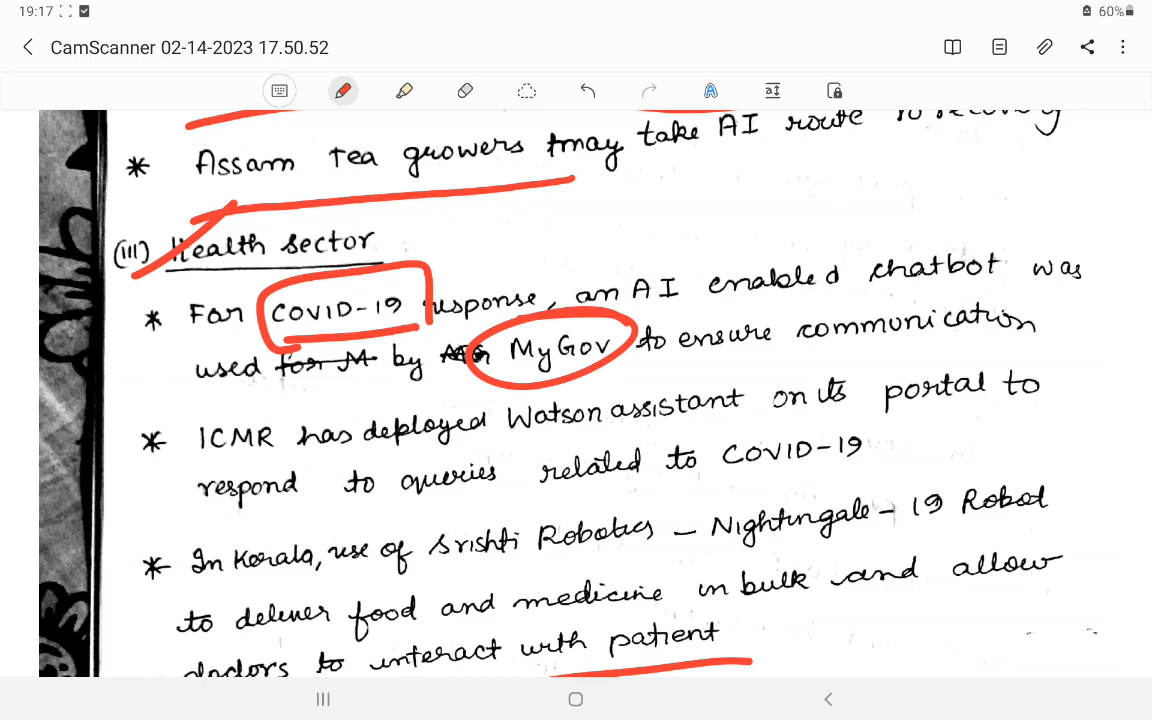 19:17
60%
CamScanner 02-14-2023 17.50.52
* Assam Tea growers may take AI route to recovery
(iii) Health sector
* For COVID-19 response, an AI enabled chatbot was
used for M by MyGov to ensure communication
* ICMR has deployed Watson assistant on its portal to
respond to queries related to COVID-19
* In Kerala, use of Srishti Robotics - Nightingale-19 Robot
to deliver food and medicine in bulk and allow
doctors to interact with patient